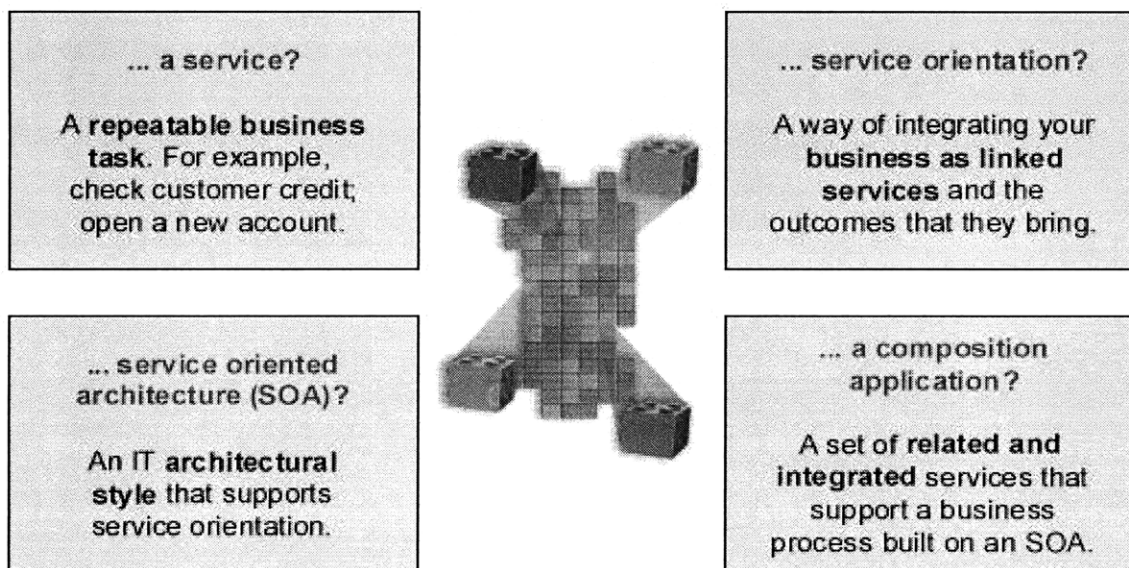 ... a service?
A repeatable business
task. For example,
check customer credit;
open a new account.
... service orientation?
A way of integrating your
business as linked
services and the
outcomes that they bring.
... service oriented
architecture (SOA)?
An IT architectural
style that supports
service orientation.
... a composition
application?
A set of related and
integrated services that
support a business
process built on an SOA.